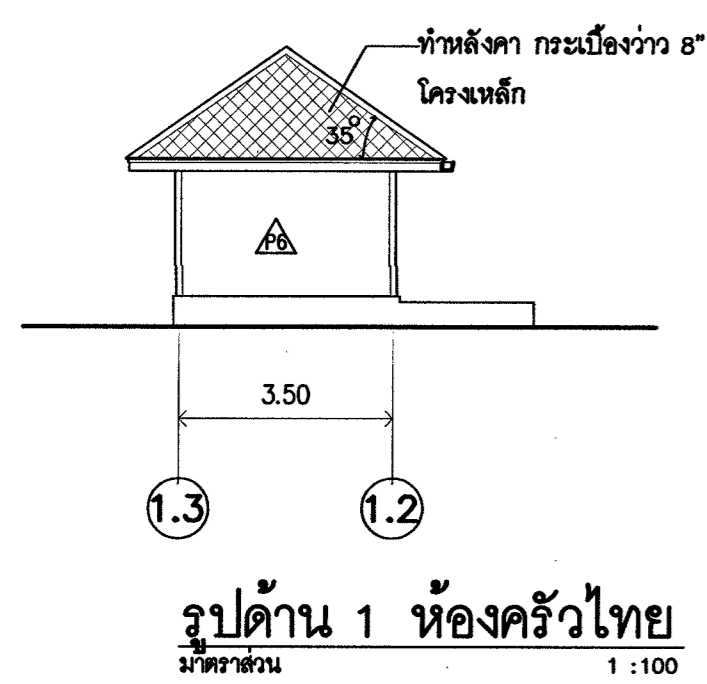 ทำหลังคา กระเบื้องว่าว 8"
โครงเหล็ก
35°
P6
3.50
1.3
1.2
รูปด้าน 1 ห้องครัวไทย
มาตราส่วน 1 :100